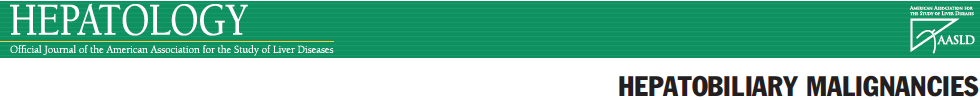 HEPATOLOGY
Official Journal of the American Association for the Study of Liver Diseases
AMERICAN ASSOCIATION FOR
THE STUDY OF LIVER DISEASES
AASLD
HEPATOBILIARY MALIGNANCIES